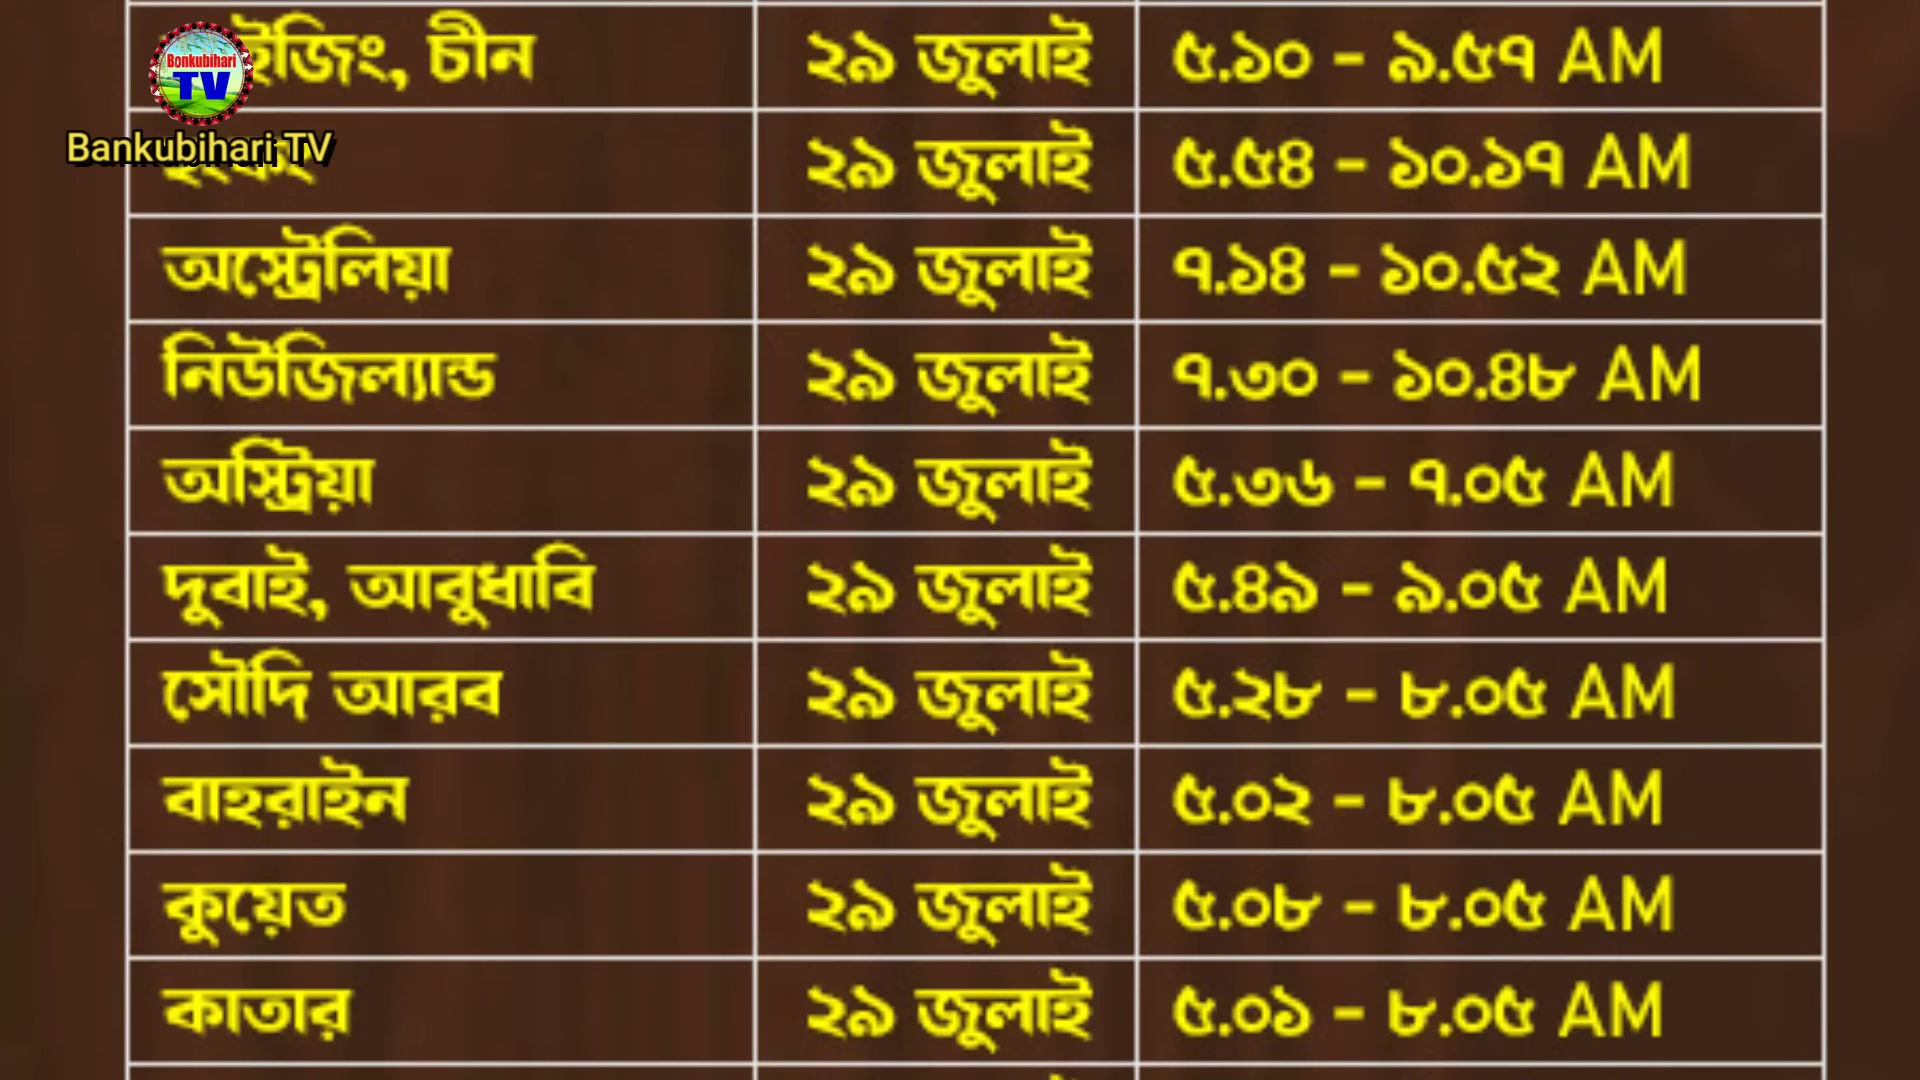 Bonkubihari
TV
Bankubihari TV
চীন ২৯ জুলাই ৫.১০ - ৯.৫৭ AM
২৯ জুলাই ৫.৫৪ - ১০.১৭ AM
অস্ট্রেলিয়া ২৯ জুলাই ৭.১৪ - ১০.৫২ AM
নিউজিল্যান্ড ২৯ জুলাই ৭.৩০ - ১০.৪৮ AM
অস্ট্রিয়া ২৯ জুলাই ৫.৩৬ - ৭.০৫ AM
দুবাই, আবুধাবি ২৯ জুলাই ৫.৪৯ - ৯.০৫ AM
সৌদি আরব ২৯ জুলাই ৫.২৮ - ৮.০৫ AM
বাহরাইন ২৯ জুলাই ৫.০২ - ৮.০৫ AM
কুয়েত ২৯ জুলাই ৫.০৮ - ৮.০৫ AM
কাতার ২৯ জুলাই ৫.০১ - ৮.০৫ AM